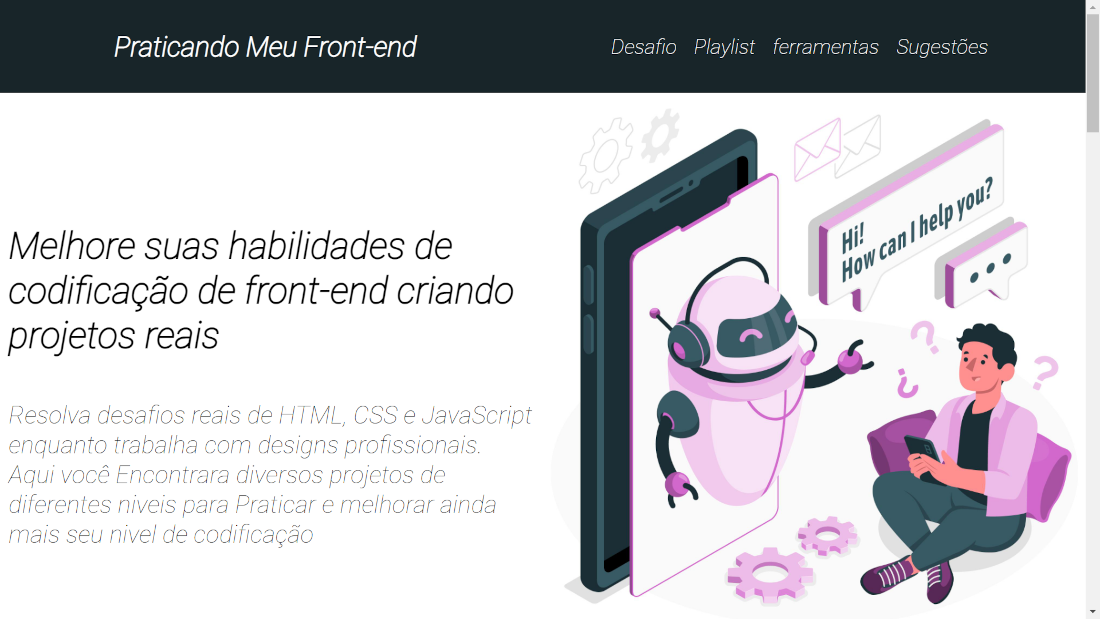 Praticando Meu Front-end
Desafio Playlist ferramentas Sugestões
Melhore suas habilidades de
codificação de front-end criando
projetos reais
Resolva desafios reais de HTML, CSS e JavaScript
enquanto trabalha com designs profissionais.
Aqui você Encontrara diversos projetos de
diferentes niveis para Praticar e melhorar ainda
mais seu nivel de codificação
Hi!
How can I help you?